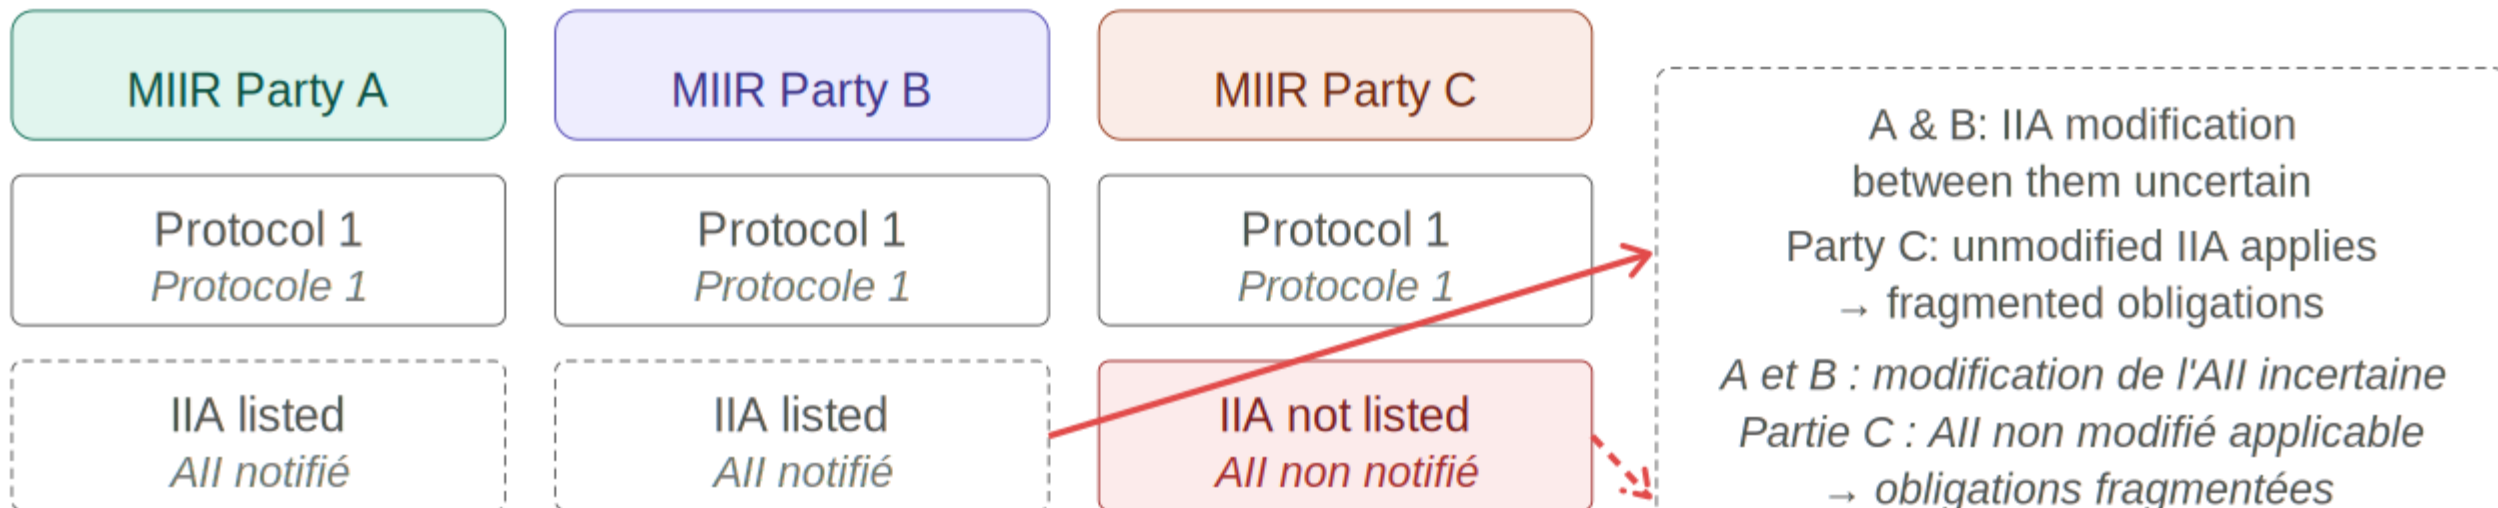 MIIR Party A
MIIR Party B
MIIR Party C
Protocol 1
Protocole 1
Protocol 1
Protocole 1
Protocol 1
Protocole 1
IIA listed
AII notifié
IIA listed
AII notifié
IIA not listed
AII non notifié
A & B: IIA modification
between them uncertain
Party C: unmodified IIA applies
→ fragmented obligations
A et B : modification de l'AII incertaine
Partie C : AII non modifié applicable
→ obligations fragmentées